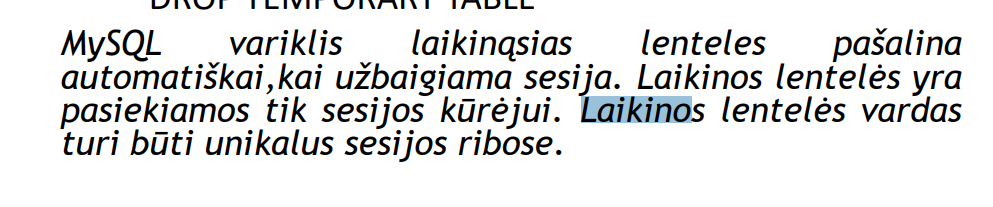 DROP TEMPORARY TABLE
MySQL variklis laikinąsias lenteles pašalina
automatiškai,kai užbaigiama sesija. Laikinos lentelės yra
pasiekiamos tik sesijos kūrėjui. Laikinos lentelės vardas
turi būti unikalus sesijos ribose.